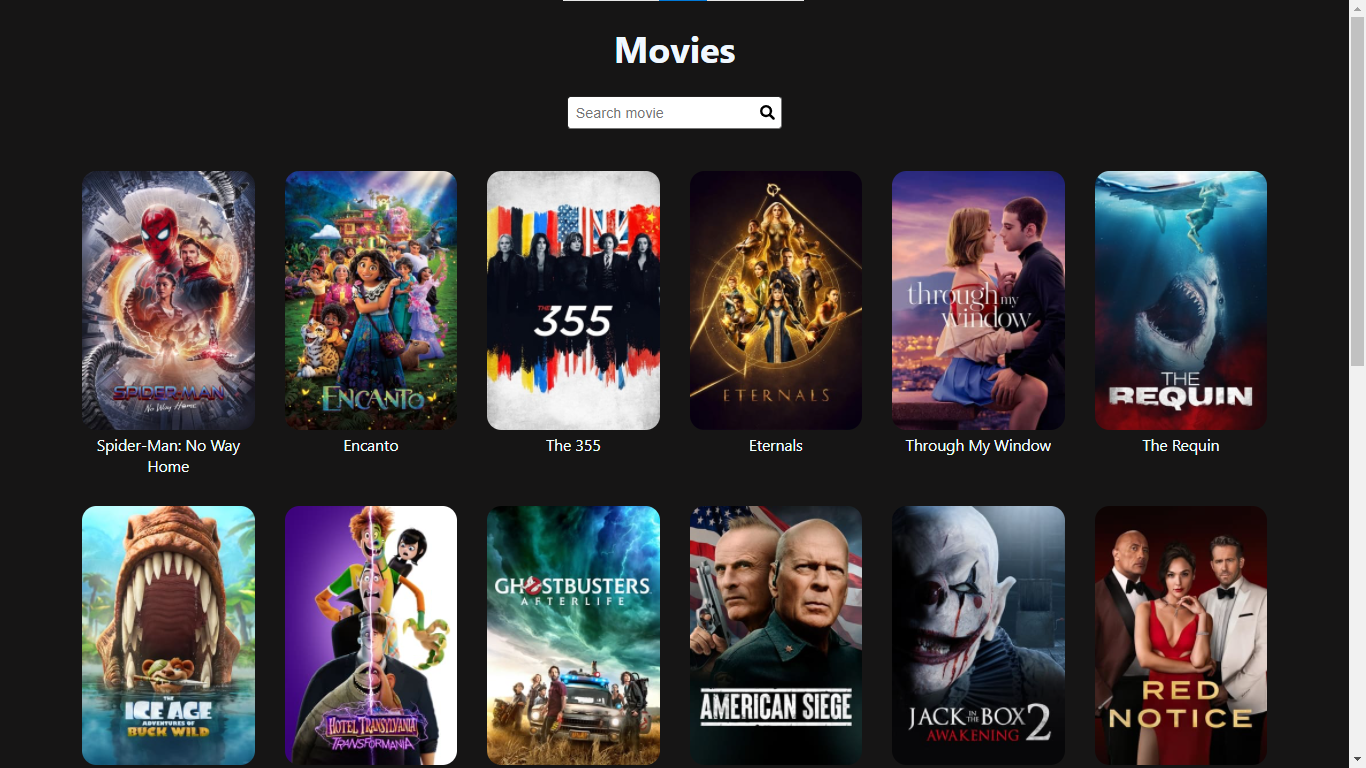 Movies
Search movie
SPIDER-MAN
No Way Home
ENCANTO
THE
355
ETERNALS
through my
window
THE
REQUIN
Spider-Man: No Way
Home
Encanto
The 355
Eternals
Through My Window
The Requin
THE
ICE AGE
ADVENTURES OF
BUCK WILD
HOTEL TRANSYLVANIA
TRANSFORMANIA
GHOSTBUSTERS
AFTERLIFE
AMERICAN SIEGE
JACK IN THE BOX 2
AWAKENING
RED
NOTICE